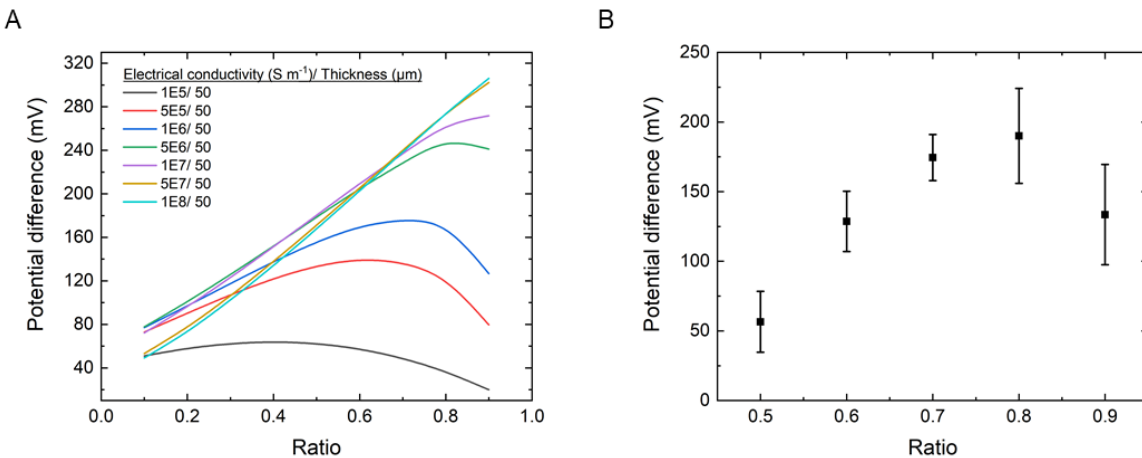 A
Potential difference (mV)
320
280
240
200
160
120
80
40
Electrical conductivity (S m⁻¹)/ Thickness (µm)
1E5/ 50
5E5/ 50
1E6/ 50
5E6/ 50
1E7/ 50
5E7/ 50
1E8/ 50
0.0 0.2 0.4 0.6 0.8 1.0
Ratio
B
Potential difference (mV)
250
200
150
100
50
0
0.5 0.6 0.7 0.8 0.9
Ratio